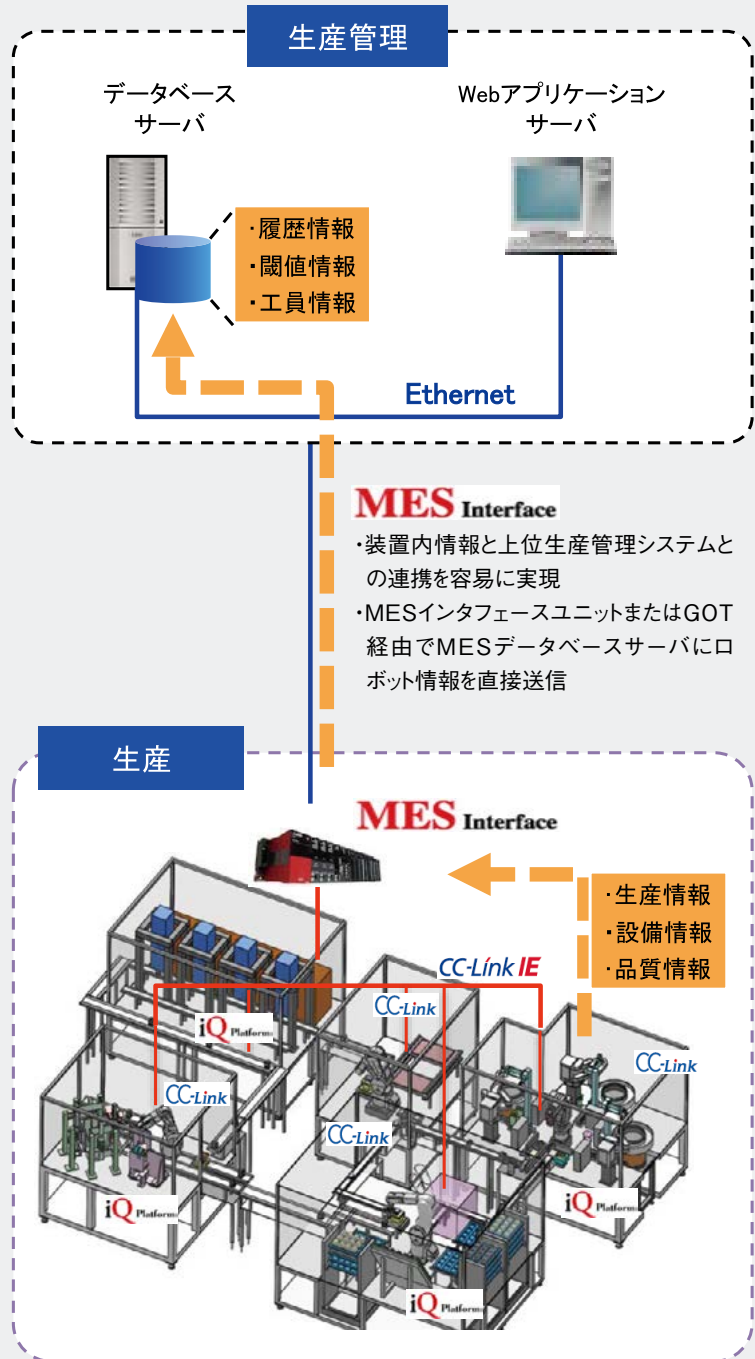 生産管理
データベース
サーバ
Webアプリケーション
サーバ
・履歴情報
・閾値情報
・工員情報
Ethernet
MES Interface
・装置内情報と上位生産管理システムと
の連携を容易に実現
・MESインタフェースユニットまたはGOT
経由でMESデータベースサーバにロ
ボット情報を直接送信
生産
MES Interface
・生産情報
・設備情報
・品質情報
CC-Link IE
CC-Link
iQ Platform
CC-Link
CC-Link
CC-Link
iQ Platform
iQ Platform
iQ Platform